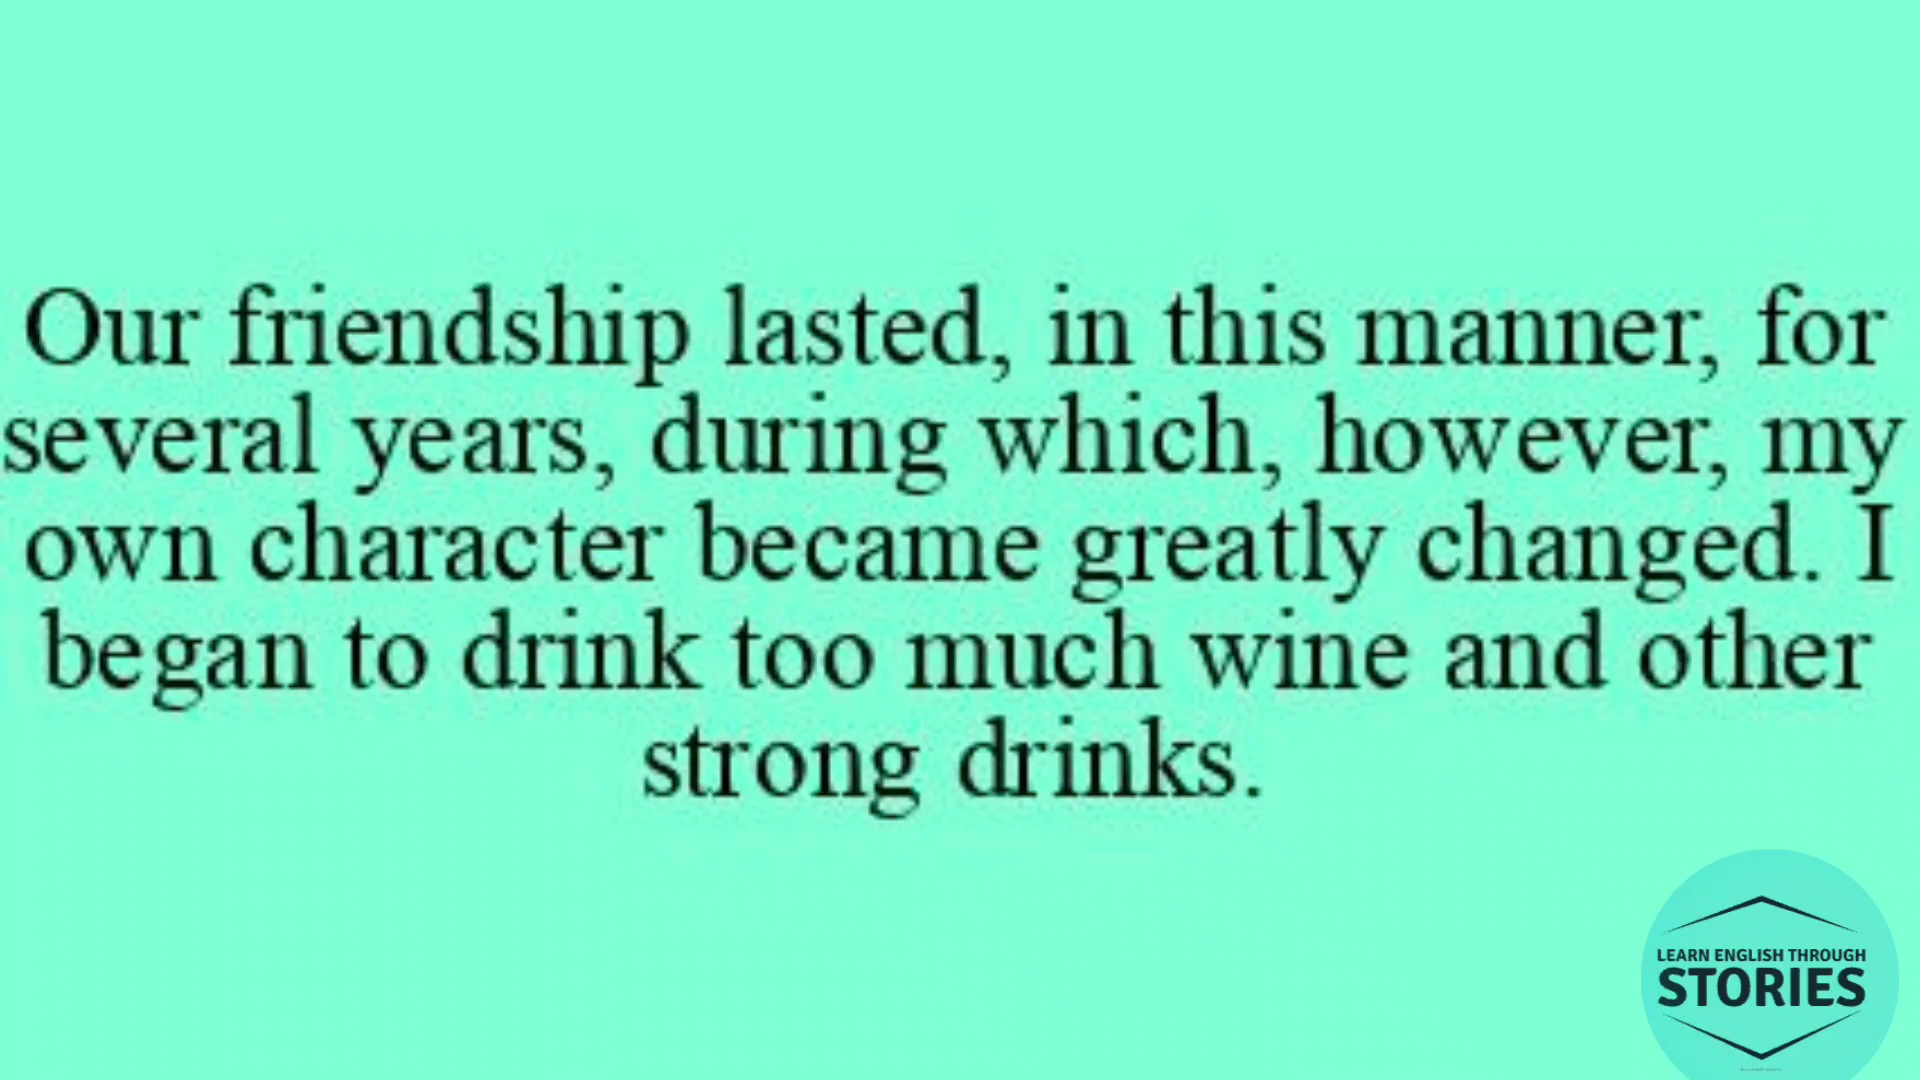 Our friendship lasted, in this manner, for
several years, during which, however, my
own character became greatly changed. I
began to drink too much wine and other
strong drinks.
LEARN ENGLISH THROUGH
STORIES